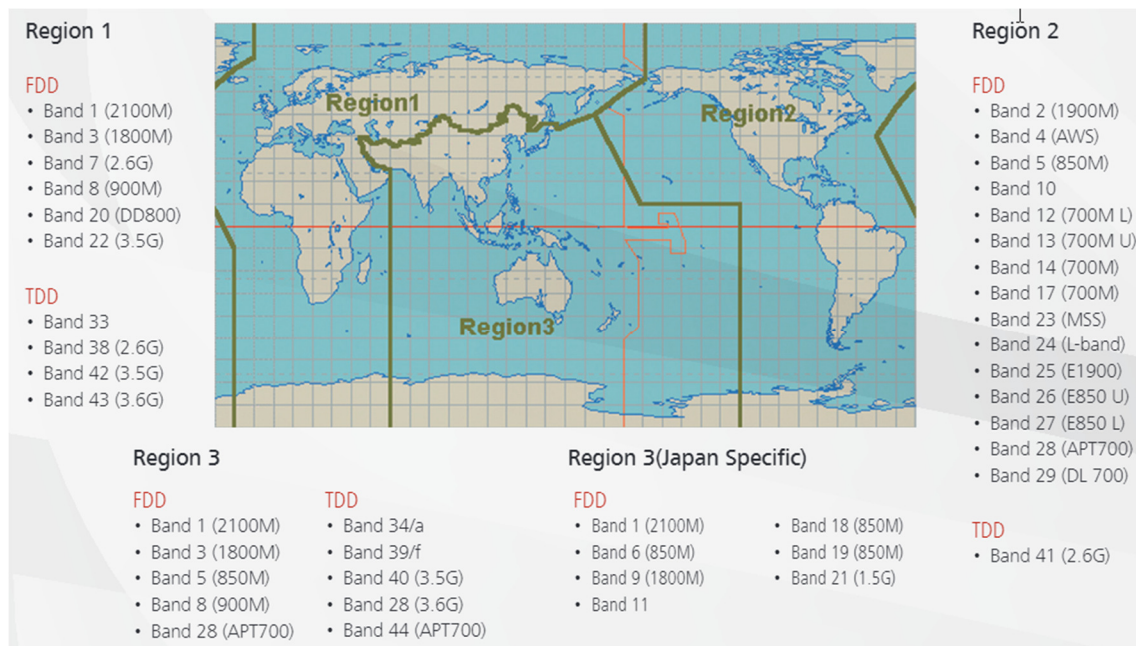 Region 1
FDD
• Band 1 (2100M)
• Band 3 (1800M)
• Band 7 (2.6G)
• Band 8 (900M)
• Band 20 (DD800)
• Band 22 (3.5G)
TDD
• Band 33
• Band 38 (2.6G)
• Band 42 (3.5G)
• Band 43 (3.6G)
Region1
Region2
Region3
Region 2
FDD
• Band 2 (1900M)
• Band 4 (AWS)
• Band 5 (850M)
• Band 10
• Band 12 (700M L)
• Band 13 (700M U)
• Band 14 (700M)
• Band 17 (700M)
• Band 23 (MSS)
• Band 24 (L-band)
• Band 25 (E1900)
• Band 26 (E850 U)
• Band 27 (E850 L)
• Band 28 (APT700)
• Band 29 (DL 700)
TDD
• Band 41 (2.6G)
Region 3
FDD
• Band 1 (2100M)
• Band 3 (1800M)
• Band 5 (850M)
• Band 8 (900M)
• Band 28 (APT700)
TDD
• Band 34/a
• Band 39/f
• Band 40 (3.5G)
• Band 28 (3.6G)
• Band 44 (APT700)
Region 3(Japan Specific)
FDD
• Band 1 (2100M)
• Band 6 (850M)
• Band 9 (1800M)
• Band 11
• Band 18 (850M)
• Band 19 (850M)
• Band 21 (1.5G)